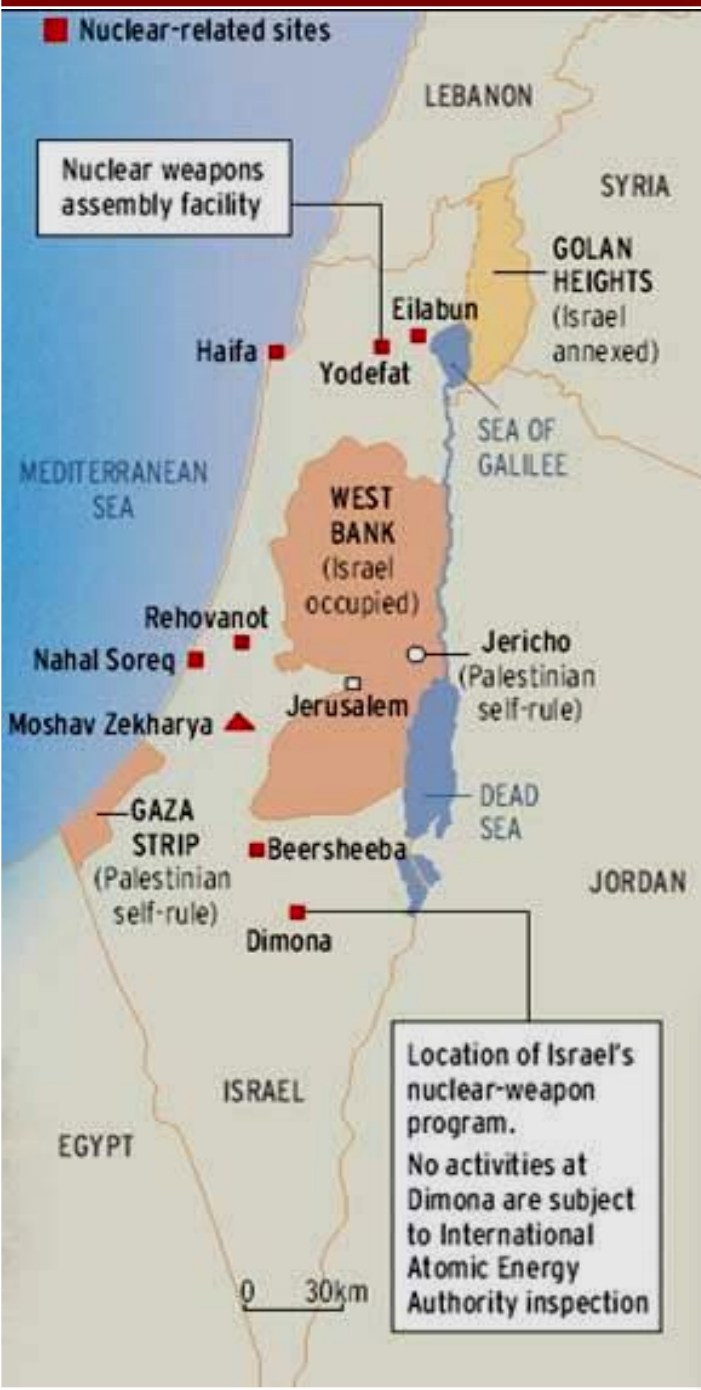 Nuclear-related sites
LEBANON
Nuclear weapons
assembly facility
SYRIA
GOLAN
HEIGHTS
(Israel
annexed)
Eilabun
Haifa
Yodefat
SEA OF
GALILEE
MEDITERRANEAN
SEA
WEST
BANK
(Israel
occupied)
Rehovanot
Nahal Soreq
Jericho
(Palestinian
self-rule)
Jerusalem
Moshav Zekharya
GAZA
STRIP
(Palestinian
self-rule)
DEAD
SEA
Beersheeba
JORDAN
Dimona
Location of Israel's
nuclear-weapon
program.
No activities at
Dimona are subject
to International
Atomic Energy
Authority inspection
ISRAEL
EGYPT
0 30km